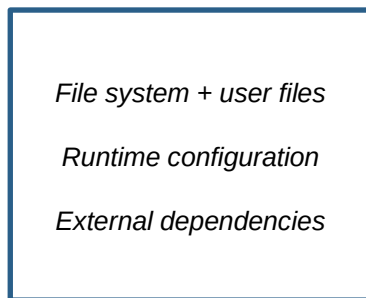 File system + user files
Runtime configuration
External dependencies